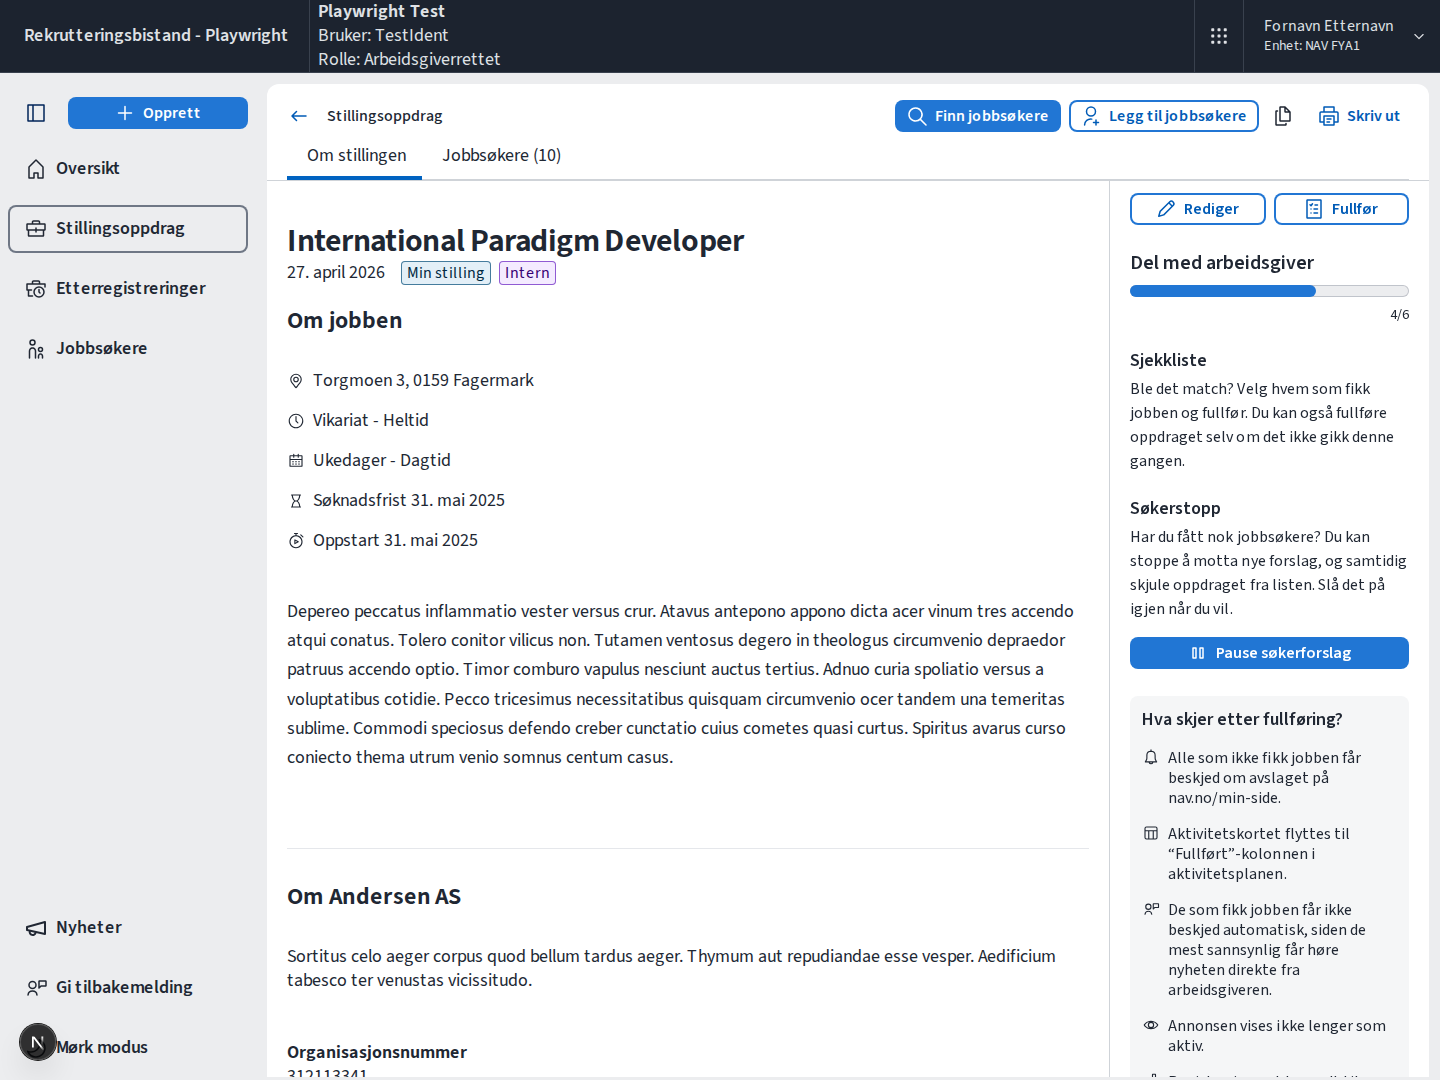 Rekrutteringsbistand - Playwright
Playwright Test
Bruker: TestIdent
Rolle: Arbeidsgiverrettet
Fornavn Etternavn
Enhet: NAV FYA1
Opprett
Oversikt
Stillingsoppdrag
Etterregistreringer
Jobbsøkere
Nyheter
Gi tilbakemelding
N
Mørk modus
Stillingsoppdrag
Finn jobbsøkere
Legg til jobbsøkere
Skriv ut
Om stillingen
Jobbsøkere (10)
International Paradigm Developer
27. april 2026
Min stilling
Intern
Om jobben
Torgmoen 3, 0159 Fagermark
Vikariat - Heltid
Ukedager - Dagtid
Søknadsfrist 31. mai 2025
Oppstart 31. mai 2025
Depereo peccatus inflammatio vester versus crur. Atavus antepono appono dicta acer vinum tres accendo
atqui conatus. Tolero conitor vilicus non. Tutamen ventosus degero in theologus circumvenio depraedor
patruus accendo optio. Timor comburo vapulus nesciunt auctus tertius. Adnuo curia spoliatio versus a
voluptatibus cotidie. Pecco tricesimus necessitatibus quisquam circumvenio ocer tandem una temeritas
sublime. Commodi speciosus defendo creber cunctatio cuius cometes quasi curtus. Spiritus avarus curso
coniecto thema utrum venio somnus centum casus.
Om Andersen AS
Sortitus celo aeger corpus quod bellum tardus aeger. Thymum aut repudiandae esse vesper. Aedificium
tabesco ter venustas vicissitudo.
Organisasjonsnummer
312113341
Rediger
Fullfør
Del med arbeidsgiver
4/6
Sjekkliste
Ble det match? Velg hvem som fikk
jobben og fullfør. Du kan også fullføre
oppdraget selv om det ikke gikk denne
gangen.
Søkerstopp
Har du fått nok jobbsøkere? Du kan
stoppe å motta nye forslag, og samtidig
skjule oppdraget fra listen. Slå det på
igjen når du vil.
Pause søkerforslag
Hva skjer etter fullføring?
Alle som ikke fikk jobben får
beskjed om avslaget på
nav.no/min-side.
Aktivitetskortet flyttes til
“Fullført”-kolonnen i
aktivitetsplanen.
De som fikk jobben får ikke
beskjed automatisk, siden de
mest sannsynlig får høre
nyheten direkte fra
arbeidsgiveren.
Annonsen vises ikke lenger som
aktiv.